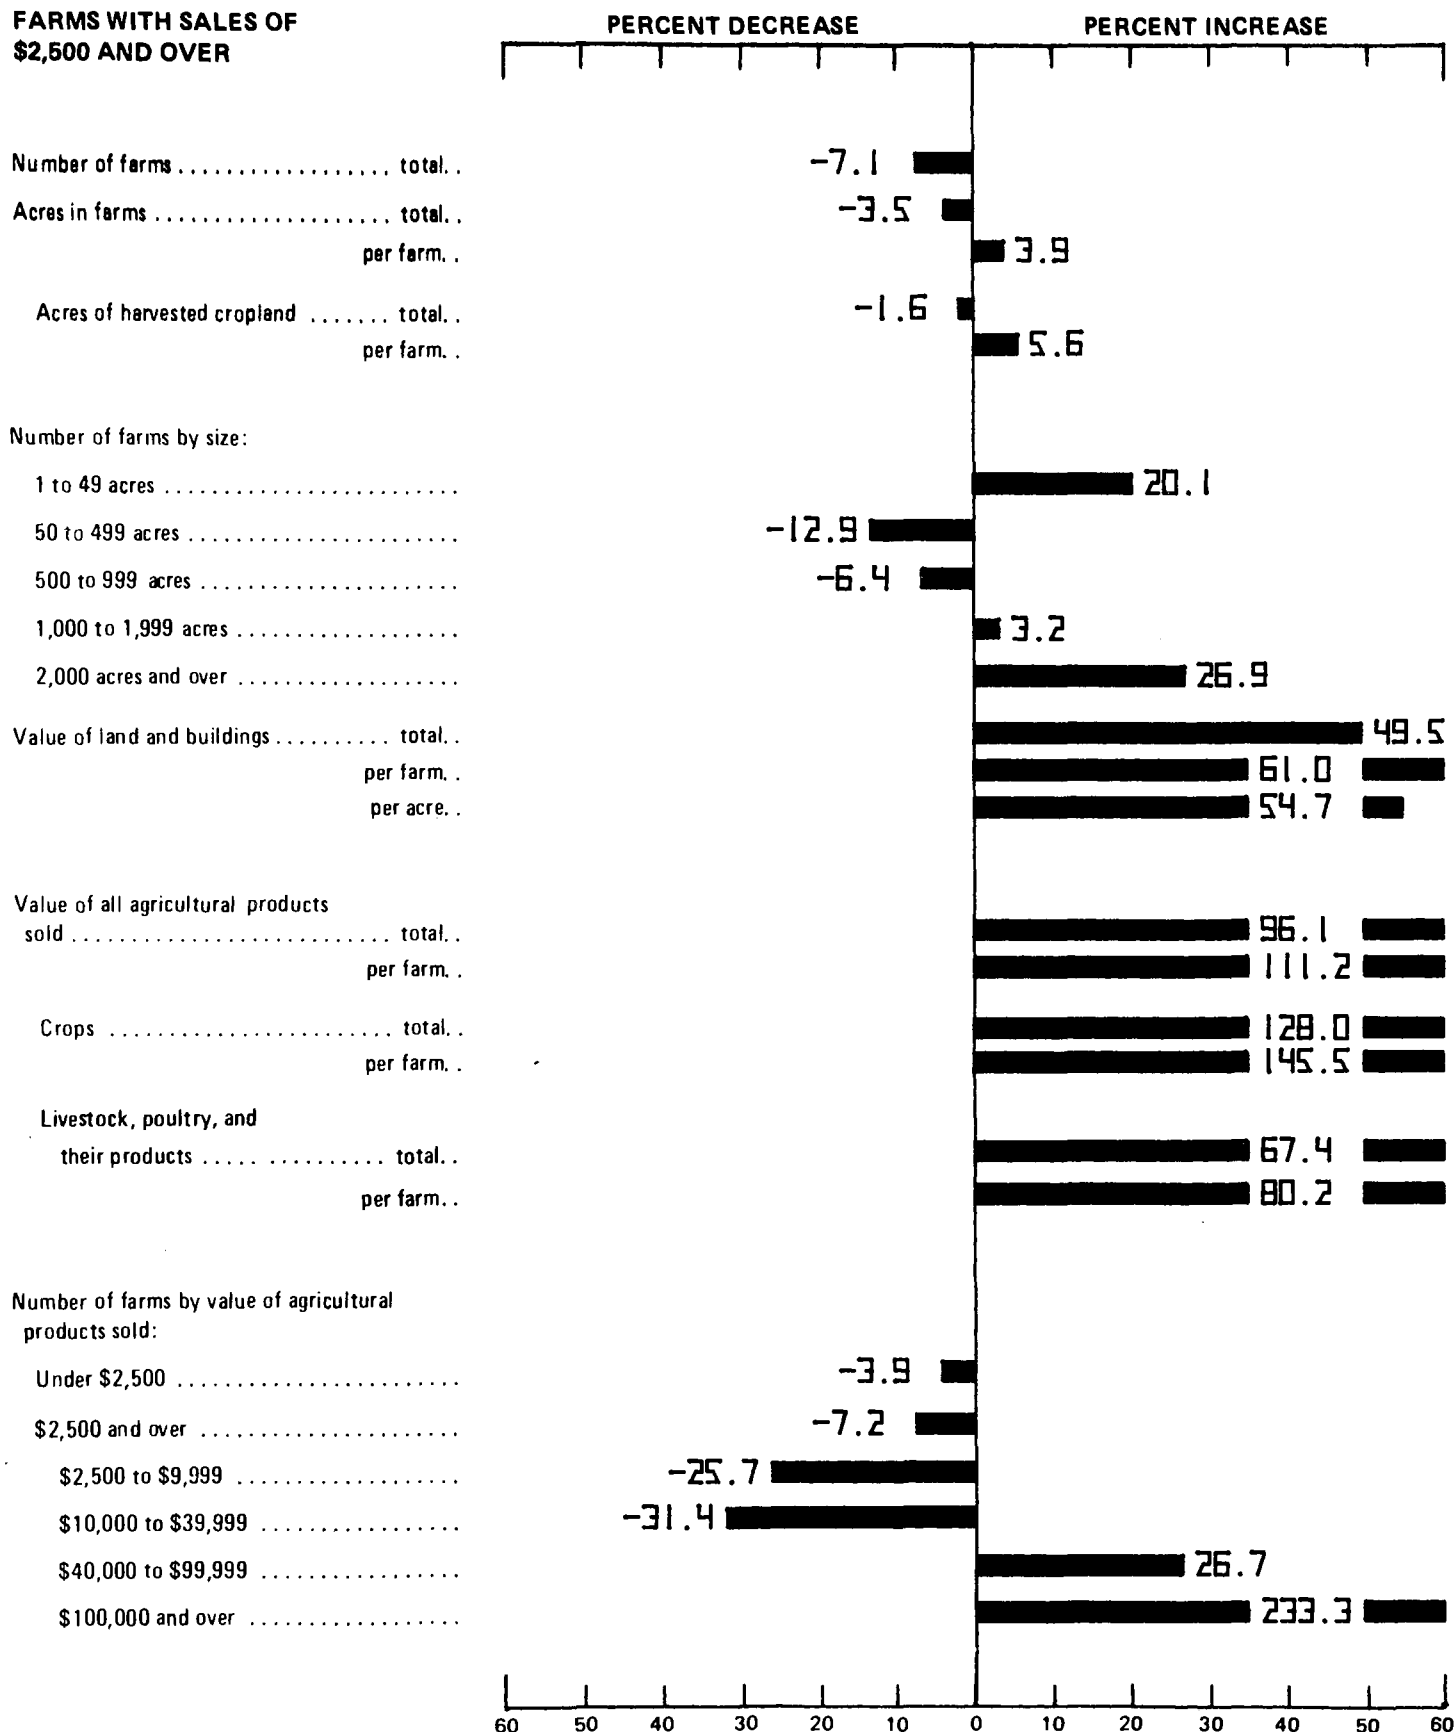 FARMS WITH SALES OF
$2,500 AND OVER
PERCENT DECREASE PERCENT INCREASE
Number of farms .................. total.. -7.1
Acres in farms .................... total.. -3.5
per farm.. 3.9
Acres of harvested cropland ....... total.. -1.6
per farm.. 5.6
Number of farms by size:
1 to 49 acres ........................ 20.1
50 to 499 acres ....................... -12.9
500 to 999 acres ...................... -6.4
1,000 to 1,999 acres ................... 3.2
2,000 acres and over ................... 26.9
Value of land and buildings .......... total.. 49.5
per farm.. 61.0
per acre.. 54.7
Value of all agricultural products
sold .......................... total.. 96.1
per farm.. 111.2
Crops ........................ total.. 128.0
per farm.. 145.5
Livestock, poultry, and
their products ..... ............ total.. 67.4
per farm.. 80.2
Number of farms by value of agricultural
products sold:
Under $2,500 ........................ -3.9
$2,500 and over ...................... -7.2
$2,500 to $9,999 ................... -25.7
$10,000 to $39,999 ................. -31.4
$40,000 to $99,999 ................. 26.7
$100,000 and over .................. 233.3
60 50 40 30 20 10 0 10 20 30 40 50 60